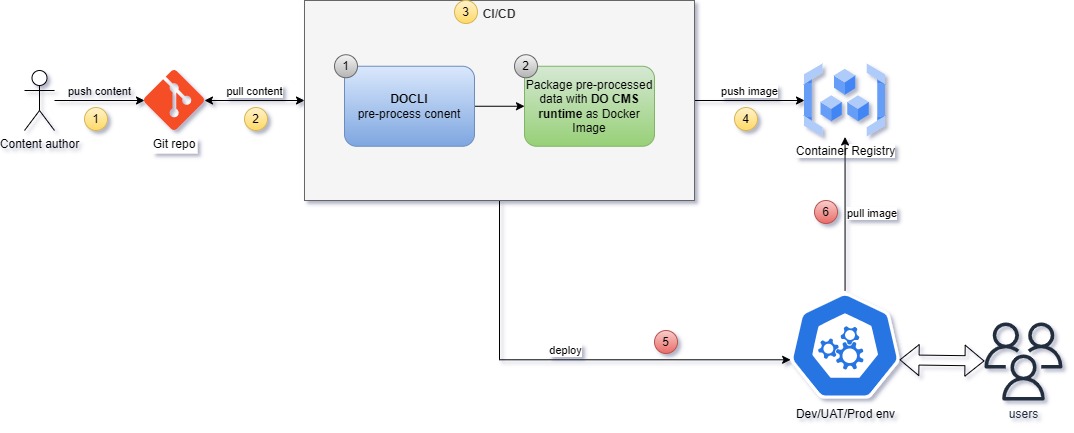 3
CI/CD
1
2
DOCLI
pre-process conent
Package pre-processed
data with DO CMS
runtime as Docker
Image
push content
pull content
push image
1
2
4
Content author
Git repo
Container Registry
6
pull image
deploy
5
Dev/UAT/Prod env
users